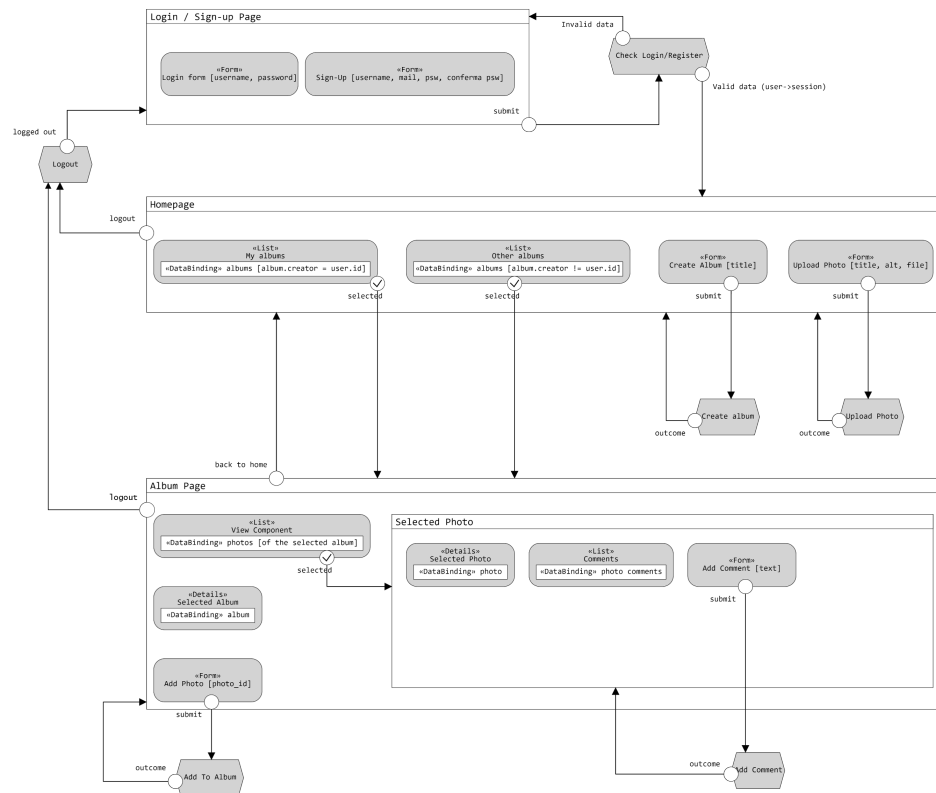 Login / Sign-up Page
Invalid data
Check Login/Register
«Form»
Login form [username, password]
«Form»
Sign-Up [username, mail, psw, conferma psw]
Valid data (user->session)
submit
logged out
Logout
Homepage
logout
«List»
My albums
«DataBinding» albums [album.creator = user.id]
selected
«List»
Other albums
«DataBinding» albums [album.creator != user.id]
selected
«Form»
Create Album [title]
submit
«Form»
Upload Photo [title, alt, file]
submit
Create album
outcome
Upload Photo
outcome
back to home
Album Page
logout
«List»
View Component
«DataBinding» photos [of the selected album]
selected
Selected Photo
«Details»
Selected Photo
«DataBinding» photo
«List»
Comments
«DataBinding» photo comments
«Form»
Add Comment [text]
submit
«Details»
Selected Album
«DataBinding» album
«Form»
Add Photo [photo_id]
submit
outcome
Add To Album
outcome
Add Comment